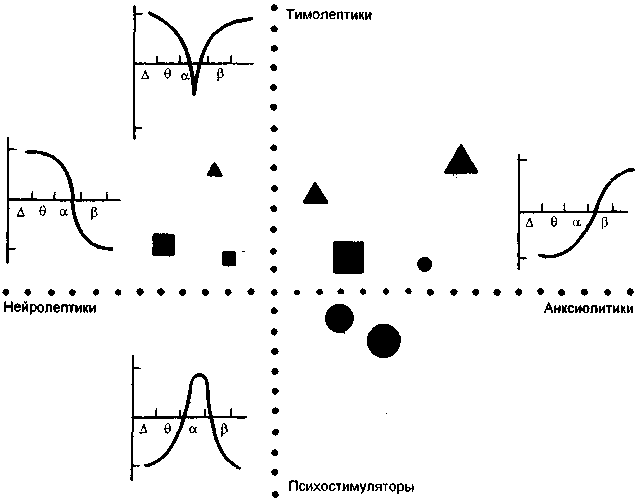 Тимолептики
Δ θ α β
Δ θ α β
Δ θ α β
Нейролептики
Анксиолитики
Δ θ α β
Психостимуляторы